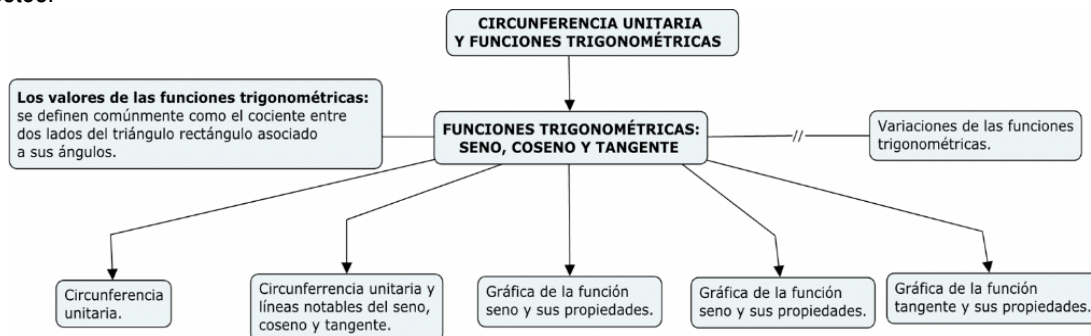 CIRCUNFERENCIA UNITARIA
Y FUNCIONES TRIGONOMÉTRICAS
Los valores de las funciones trigonométricas:
se definen comúnmente como el cociente entre
dos lados del triángulo rectángulo asociado
a sus ángulos.
FUNCIONES TRIGONOMÉTRICAS:
SENO, COSENO Y TANGENTE
//
Variaciones de las funciones
trigonométricas.
Circunferencia
unitaria.
Circunferrencia unitaria y
líneas notables del seno,
coseno y tangente.
Gráfica de la función
seno y sus propiedades.
Gráfica de la función
seno y sus propiedades.
Gráfica de la función
tangente y sus propiedades.